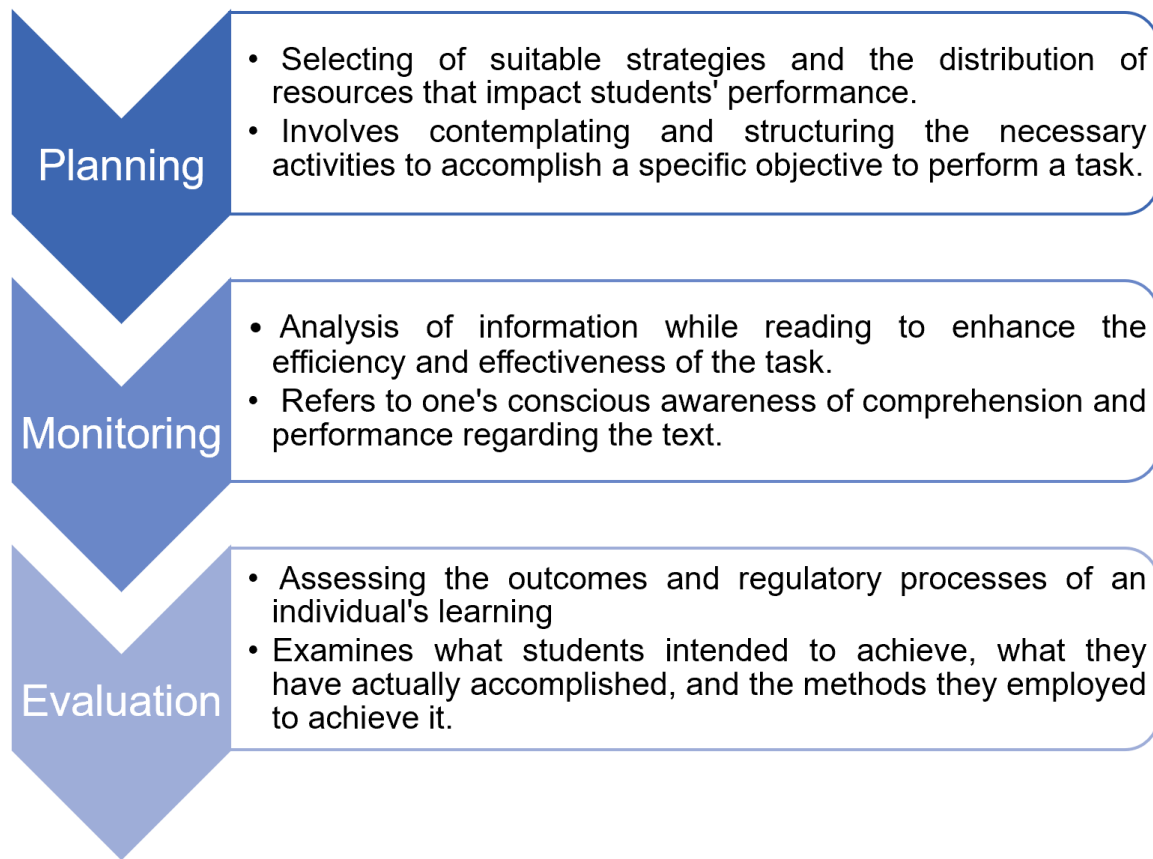 Planning
• Selecting of suitable strategies and the distribution of
resources that impact students' performance.
• Involves contemplating and structuring the necessary
activities to accomplish a specific objective to perform a task.
Monitoring
• Analysis of information while reading to enhance the
efficiency and effectiveness of the task.
• Refers to one's conscious awareness of comprehension and
performance regarding the text.
Evaluation
• Assessing the outcomes and regulatory processes of an
individual's learning
• Examines what students intended to achieve, what they
have actually accomplished, and the methods they employed
to achieve it.